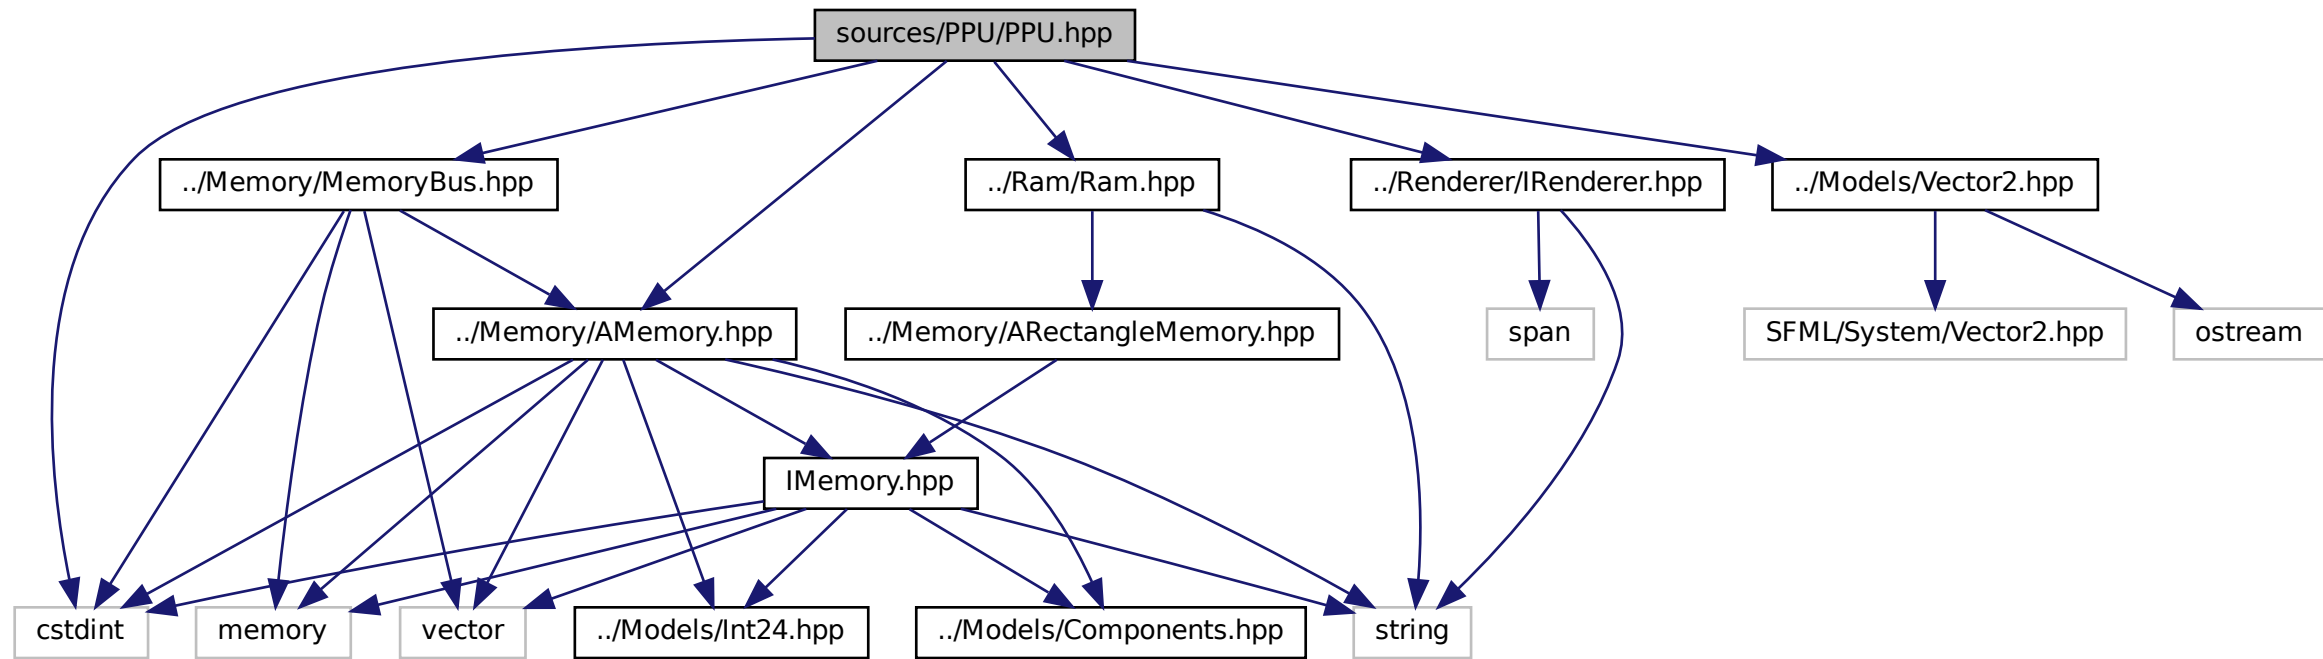 sources/PPU/PPU.hpp
../Memory/MemoryBus.hpp
../Ram/Ram.hpp
../Renderer/IRenderer.hpp
../Models/Vector2.hpp
../Memory/AMemory.hpp
../Memory/ARectangleMemory.hpp
span
SFML/System/Vector2.hpp
ostream
IMemory.hpp
cstdint
memory
vector
../Models/Int24.hpp
../Models/Components.hpp
string